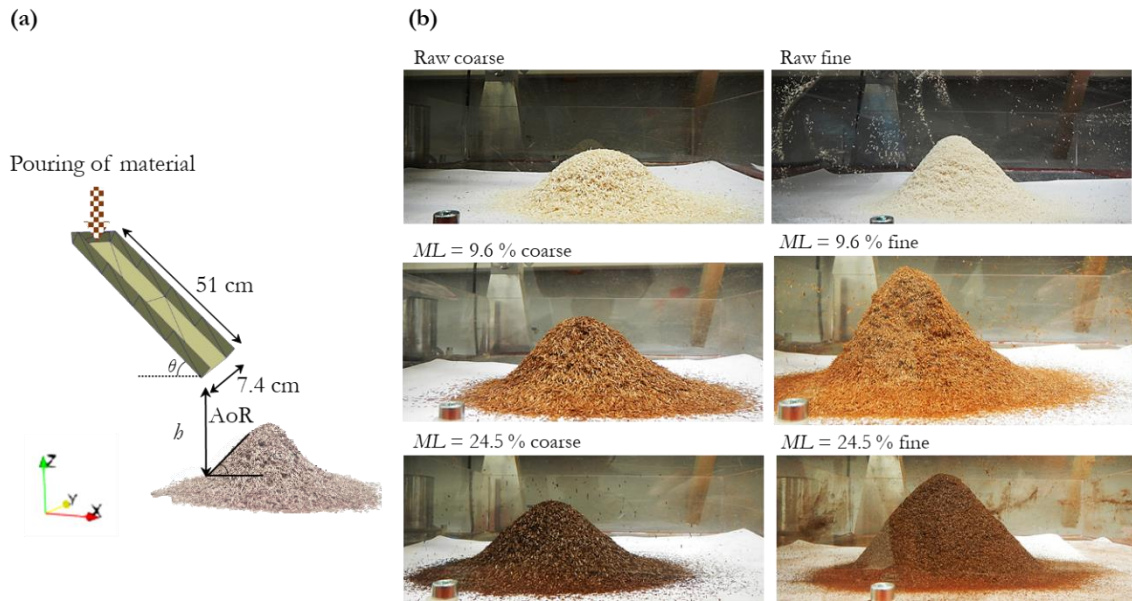 (a)
Pouring of material
51 cm
θ
7.4 cm
AoR
h
Z
Y
X
(b)
Raw coarse
Raw fine
ML = 9.6 % coarse
ML = 9.6 % fine
ML = 24.5 % coarse
ML = 24.5 % fine